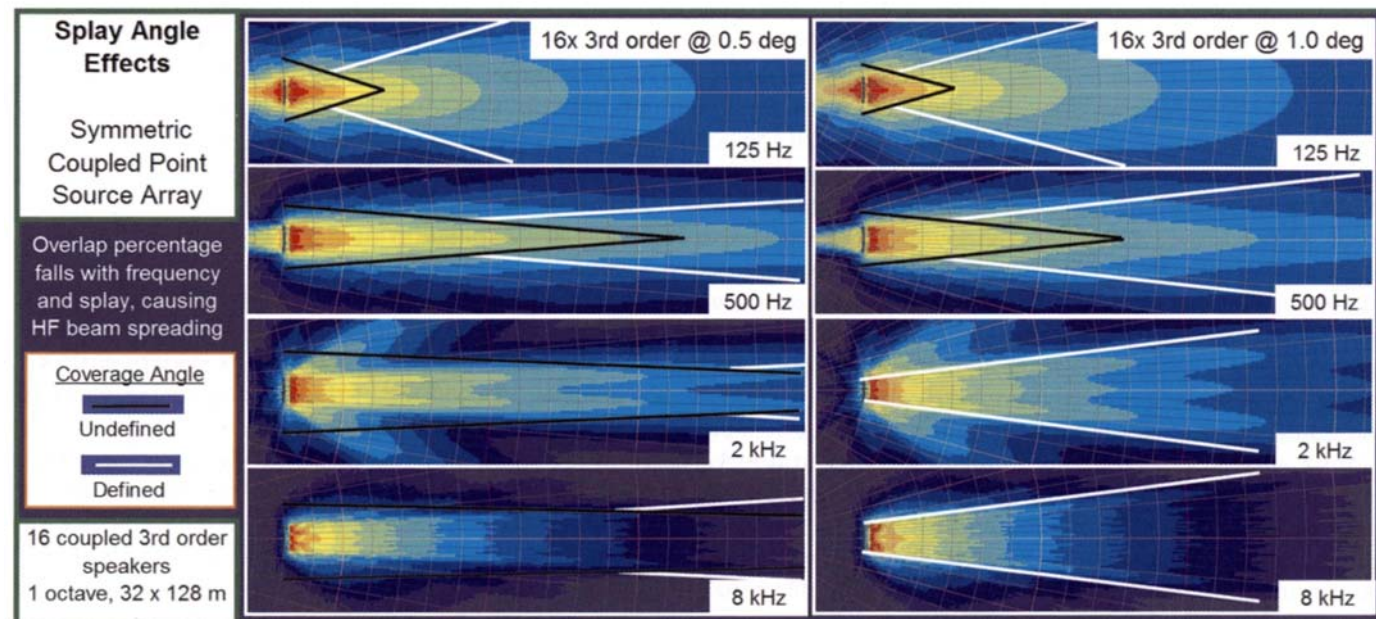 Splay Angle
Effects
Symmetric
Coupled Point
Source Array
Overlap percentage
falls with frequency
and splay, causing
HF beam spreading
Coverage Angle
Undefined
Defined
16 coupled 3rd order
speakers
1 octave, 32 x 128 m
16x 3rd order @ 0.5 deg
125 Hz
500 Hz
2 kHz
8 kHz
16x 3rd order @ 1.0 deg
125 Hz
500 Hz
2 kHz
8 kHz